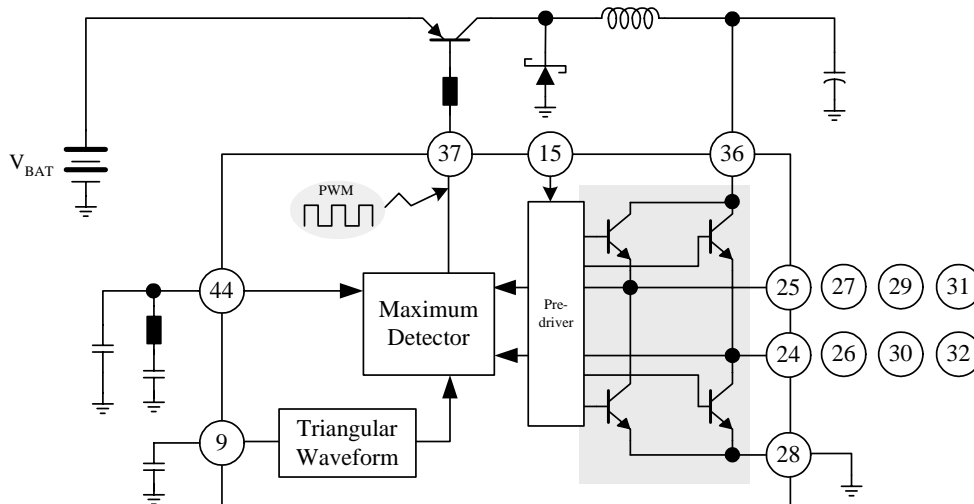 37
15
36
V_BAT
PWM
44
Maximum
Detector
Pre-
driver
25
27
29
31
24
26
30
32
9
Triangular
Waveform
28